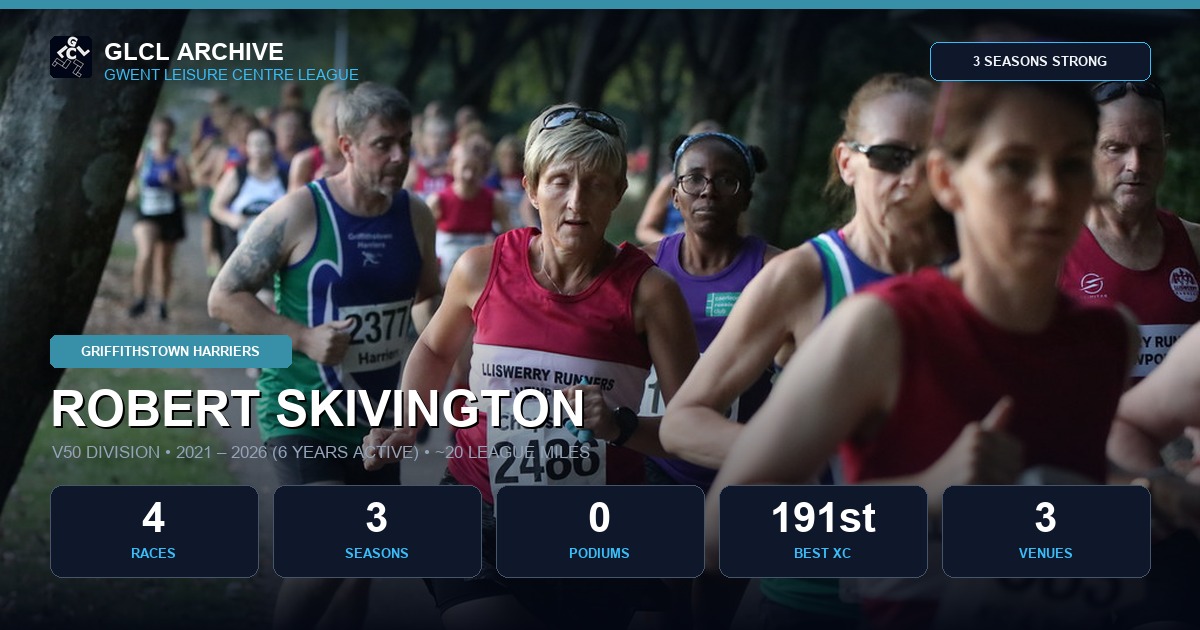 GLCL ARCHIVE
GWENT LEISURE CENTRE LEAGUE
3 SEASONS STRONG
Griffithstown
Harriers
2377
Harriers
LLISWERRY RUNNERS
2486
GRIFFITHSTOWN HARRIERS
ROBERT SKIVINGTON
V50 DIVISION • 2021 – 2026 (6 YEARS ACTIVE) • ~20 LEAGUE MILES
4
RACES
3
SEASONS
0
PODIUMS
191st
BEST XC
3
VENUES